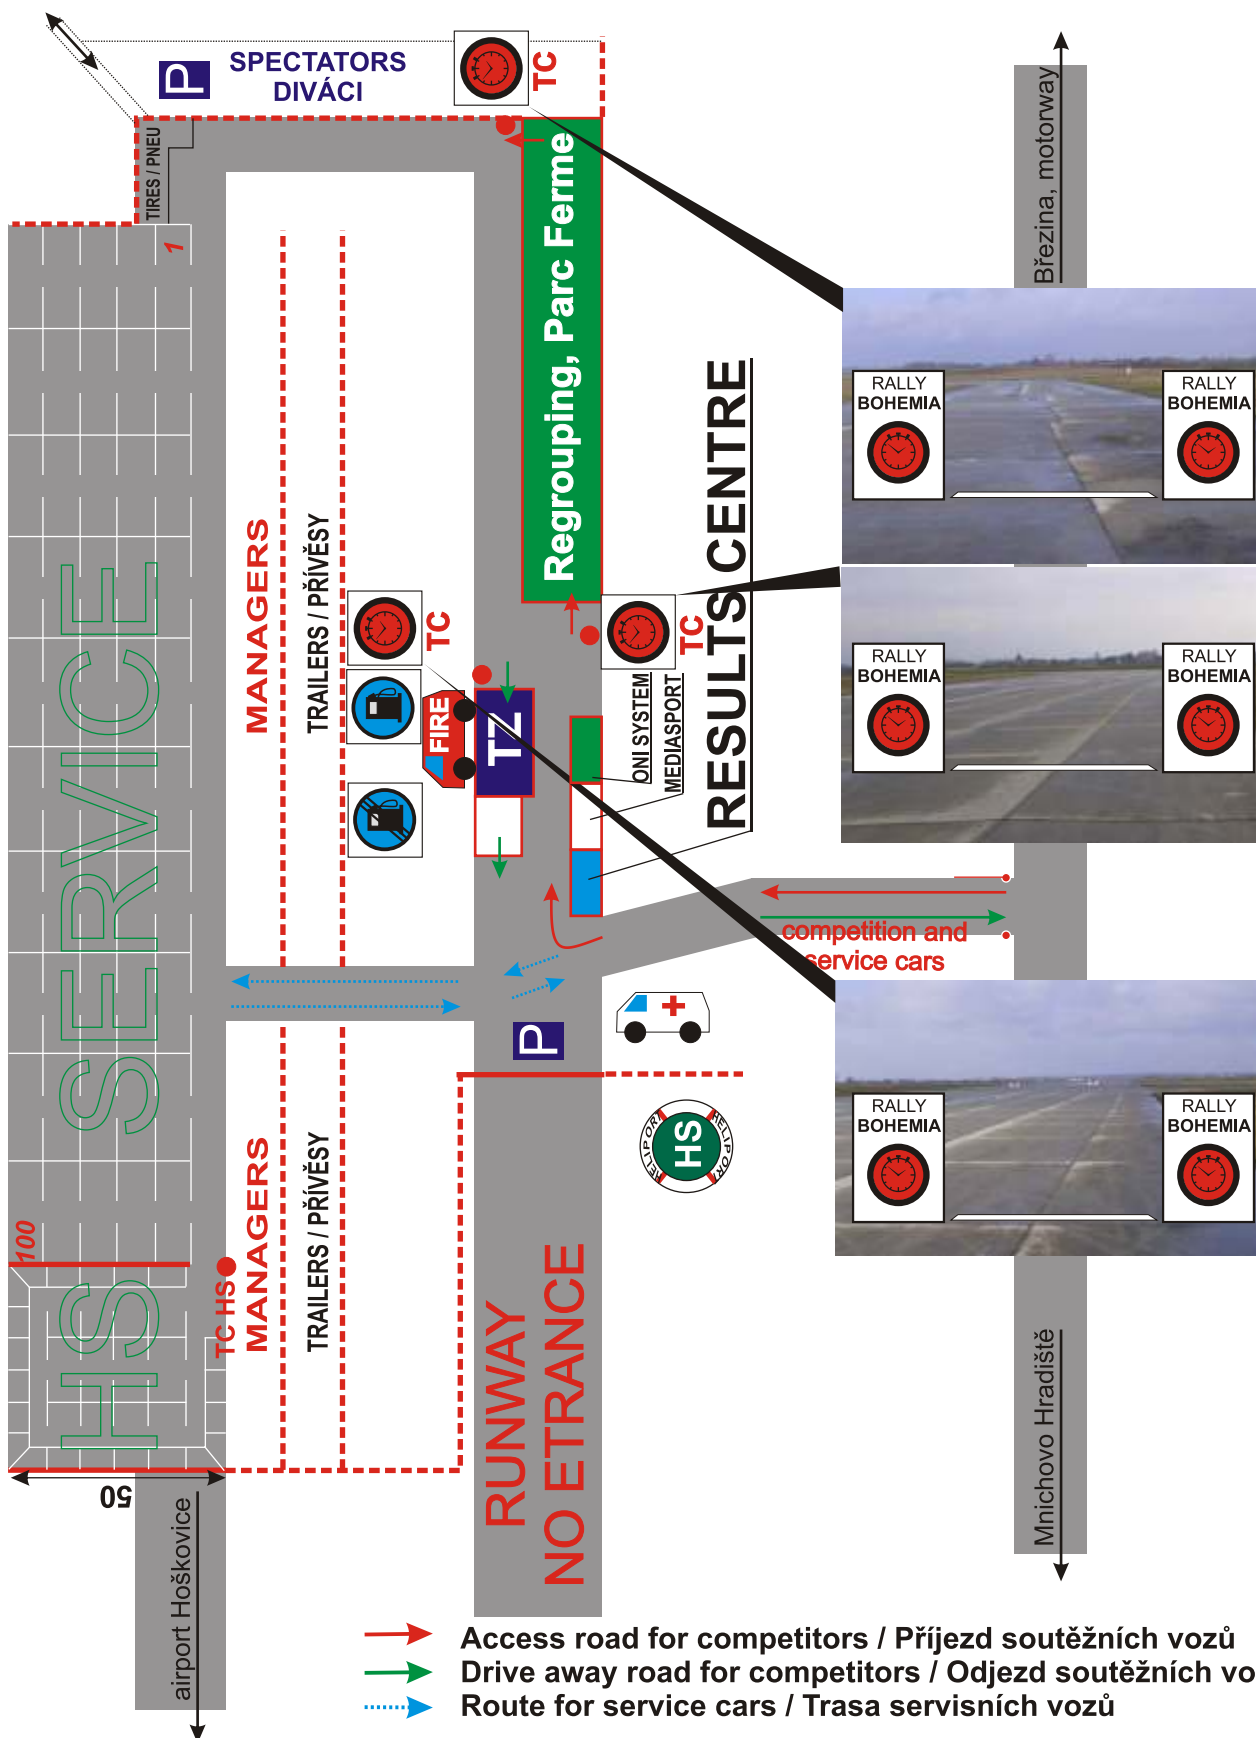 P
SPECTATORS
DIVÁCI
TC
TIRES / PNEU
1
Regrouping, Parc Ferme
Březina, motorway
RALLY
BOHEMIA
RALLY
BOHEMIA
SERVICE
MANAGERS
TRAILERS / PŘÍVĚSY
TC
FIRE
TZ
TC
ONI SYSTEM
MEDIASPORT
RESULTS CENTRE
RALLY
BOHEMIA
RALLY
BOHEMIA
competition and
service cars
P
HELIPORT
HS
HELIPORT
RALLY
BOHEMIA
RALLY
BOHEMIA
100
HS
TC HS
MANAGERS
TRAILERS / PŘÍVĚSY
RUNWAY
NO ETRANCE
50
airport Hoškovice
Mnichovo Hradiště
Access road for competitors / Příjezd soutěžních vozů
Drive away road for competitors / Odjezd soutěžních vo
Route for service cars / Trasa servisních vozů